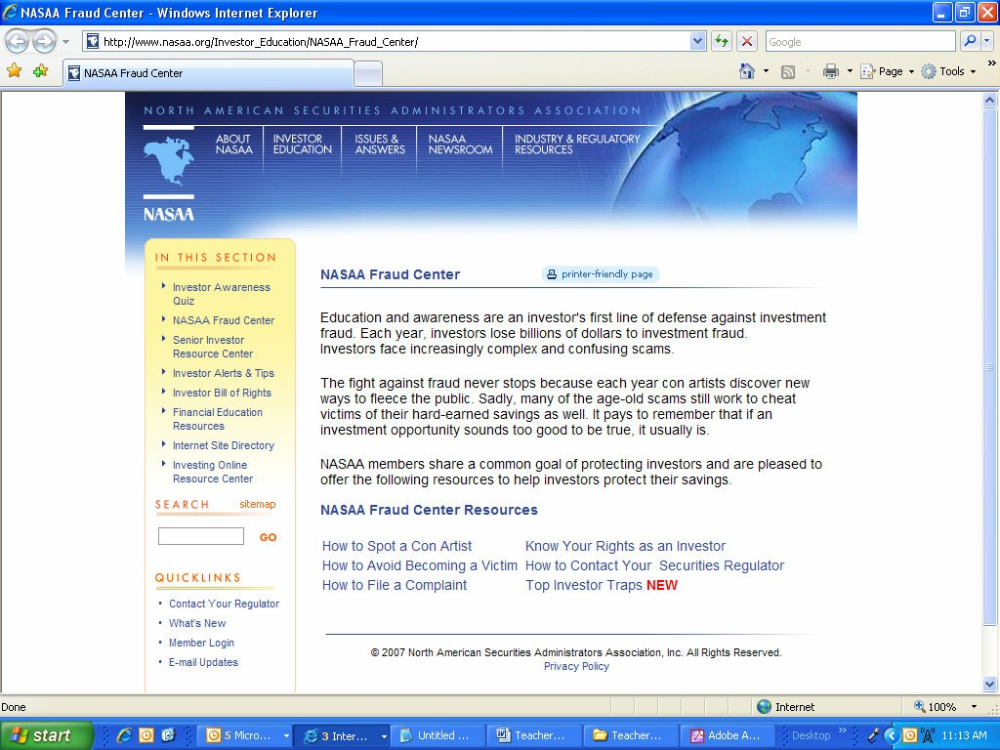 NASAA Fraud Center - Windows Internet Explorer
http://www.nasaa.org/Investor_Education/NASAA_Fraud_Center/
Google
NASAA Fraud Center
Page
Tools
NORTH AMERICAN SECURITIES ADMINISTRATORS ASSOCIATION
ABOUT NASAA
INVESTOR EDUCATION
ISSUES & ANSWERS
NASAA NEWSROOM
INDUSTRY & REGULATORY RESOURCES
NASAA
IN THIS SECTION
Investor Awareness
Quiz
NASAA Fraud Center
Senior Investor
Resource Center
Investor Alerts & Tips
Investor Bill of Rights
Financial Education
Resources
Internet Site Directory
Investing Online
Resource Center
SEARCH sitemap
GO
QUICKLINKS
• Contact Your Regulator
• What's New
• Member Login
• E-mail Updates
NASAA Fraud Center printer-friendly page
Education and awareness are an investor's first line of defense against investment
fraud. Each year, investors lose billions of dollars to investment fraud.
Investors face increasingly complex and confusing scams.
The fight against fraud never stops because each year con artists discover new
ways to fleece the public. Sadly, many of the age-old scams still work to cheat
victims of their hard-earned savings as well. It pays to remember that if an
investment opportunity sounds too good to be true, it usually is.
NASAA members share a common goal of protecting investors and are pleased to
offer the following resources to help investors protect their savings.
NASAA Fraud Center Resources
How to Spot a Con Artist Know Your Rights as an Investor
How to Avoid Becoming a Victim How to Contact Your Securities Regulator
How to File a Complaint Top Investor Traps NEW
© 2007 North American Securities Administrators Association, Inc. All Rights Reserved.
Privacy Policy
Done Internet 100%
start 5 Micro... 3 Inter... Untitled ... Teacher... Teacher... Adobe A... Desktop 11:13 AM